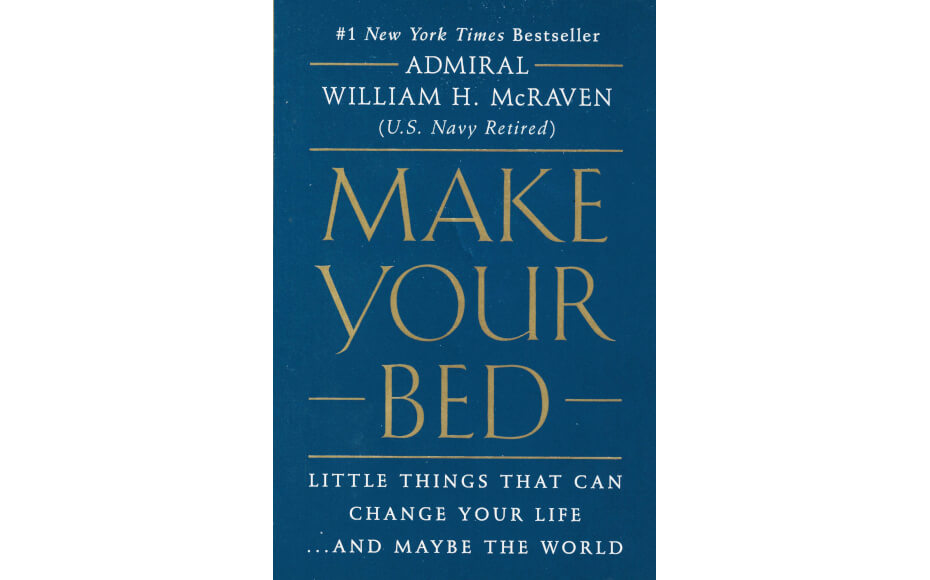 #1 New York Times Bestseller
ADMIRAL
WILLIAM H. McRAVEN
(U.S. Navy Retired)
MAKE
YOUR
BED
LITTLE THINGS THAT CAN
CHANGE YOUR LIFE
...AND MAYBE THE WORLD